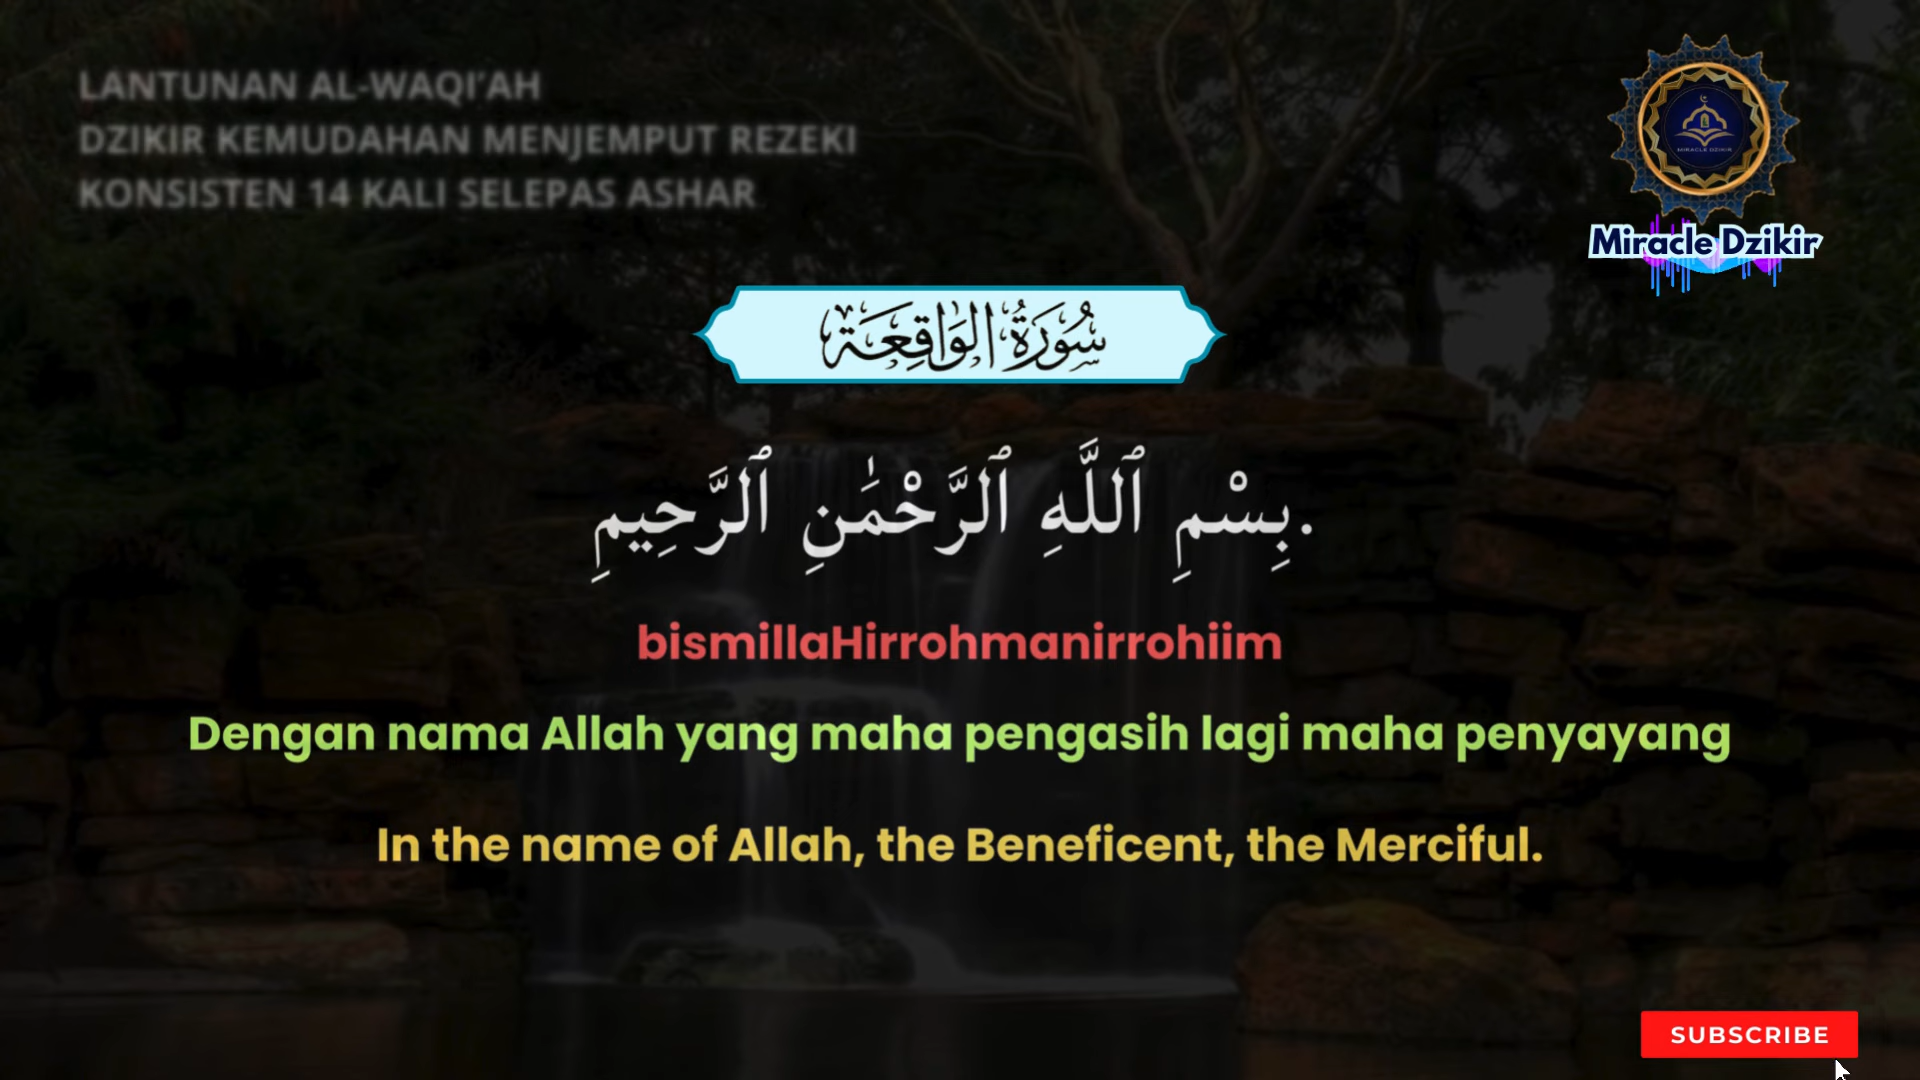 LANTUNAN AL-WAQI'AH
DZIKIR KEMUDAHAN MENJEMPUT REZEKI
KONSISTEN 14 KALI SELEPAS ASHAR
MIRACLE DZIKIR
Miracle Dzikir
سُورَةُ الوَاقِعَة
.بِسْمِ ٱللَّهِ ٱلرَّحْمَٰنِ ٱلرَّحِيمِ
bismillaHirrohmanirrohiim
Dengan nama Allah yang maha pengasih lagi maha penyayang
In the name of Allah, the Beneficent, the Merciful.
SUBSCRIBE